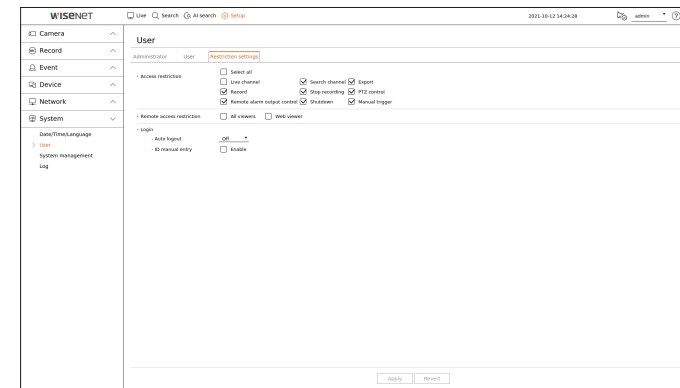 WISENET
Live Search AI search Setup
2021-10-12 14:24:28
admin
?
Camera
Record
Event
Device
Network
System
Date/Time/Language
> User
System management
Log
User
Administrator User Restriction settings
• Access restriction
Select all
Live channel Search channel Export
Record Stop recording PTZ control
Remote alarm output control Shutdown Manual trigger
• Remote access restriction All viewers Web viewer
• Login
• Auto logout Off
• ID manual entry Enable
Apply Revert